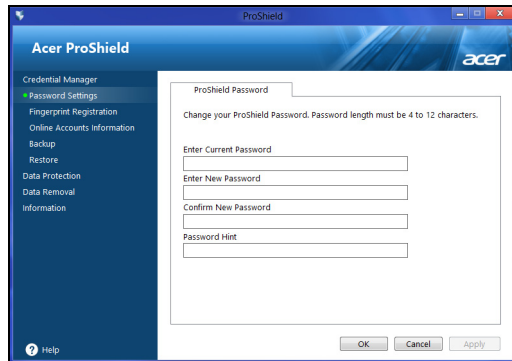 ProShield
Acer ProShield
acer
Credential Manager
Password Settings
Fingerprint Registration
Online Accounts Information
Backup
Restore
Data Protection
Data Removal
Information
Help
ProShield Password
Change your ProShield Password. Password length must be 4 to 12 characters.
Enter Current Password
Enter New Password
Confirm New Password
Password Hint
OK
Cancel
Apply